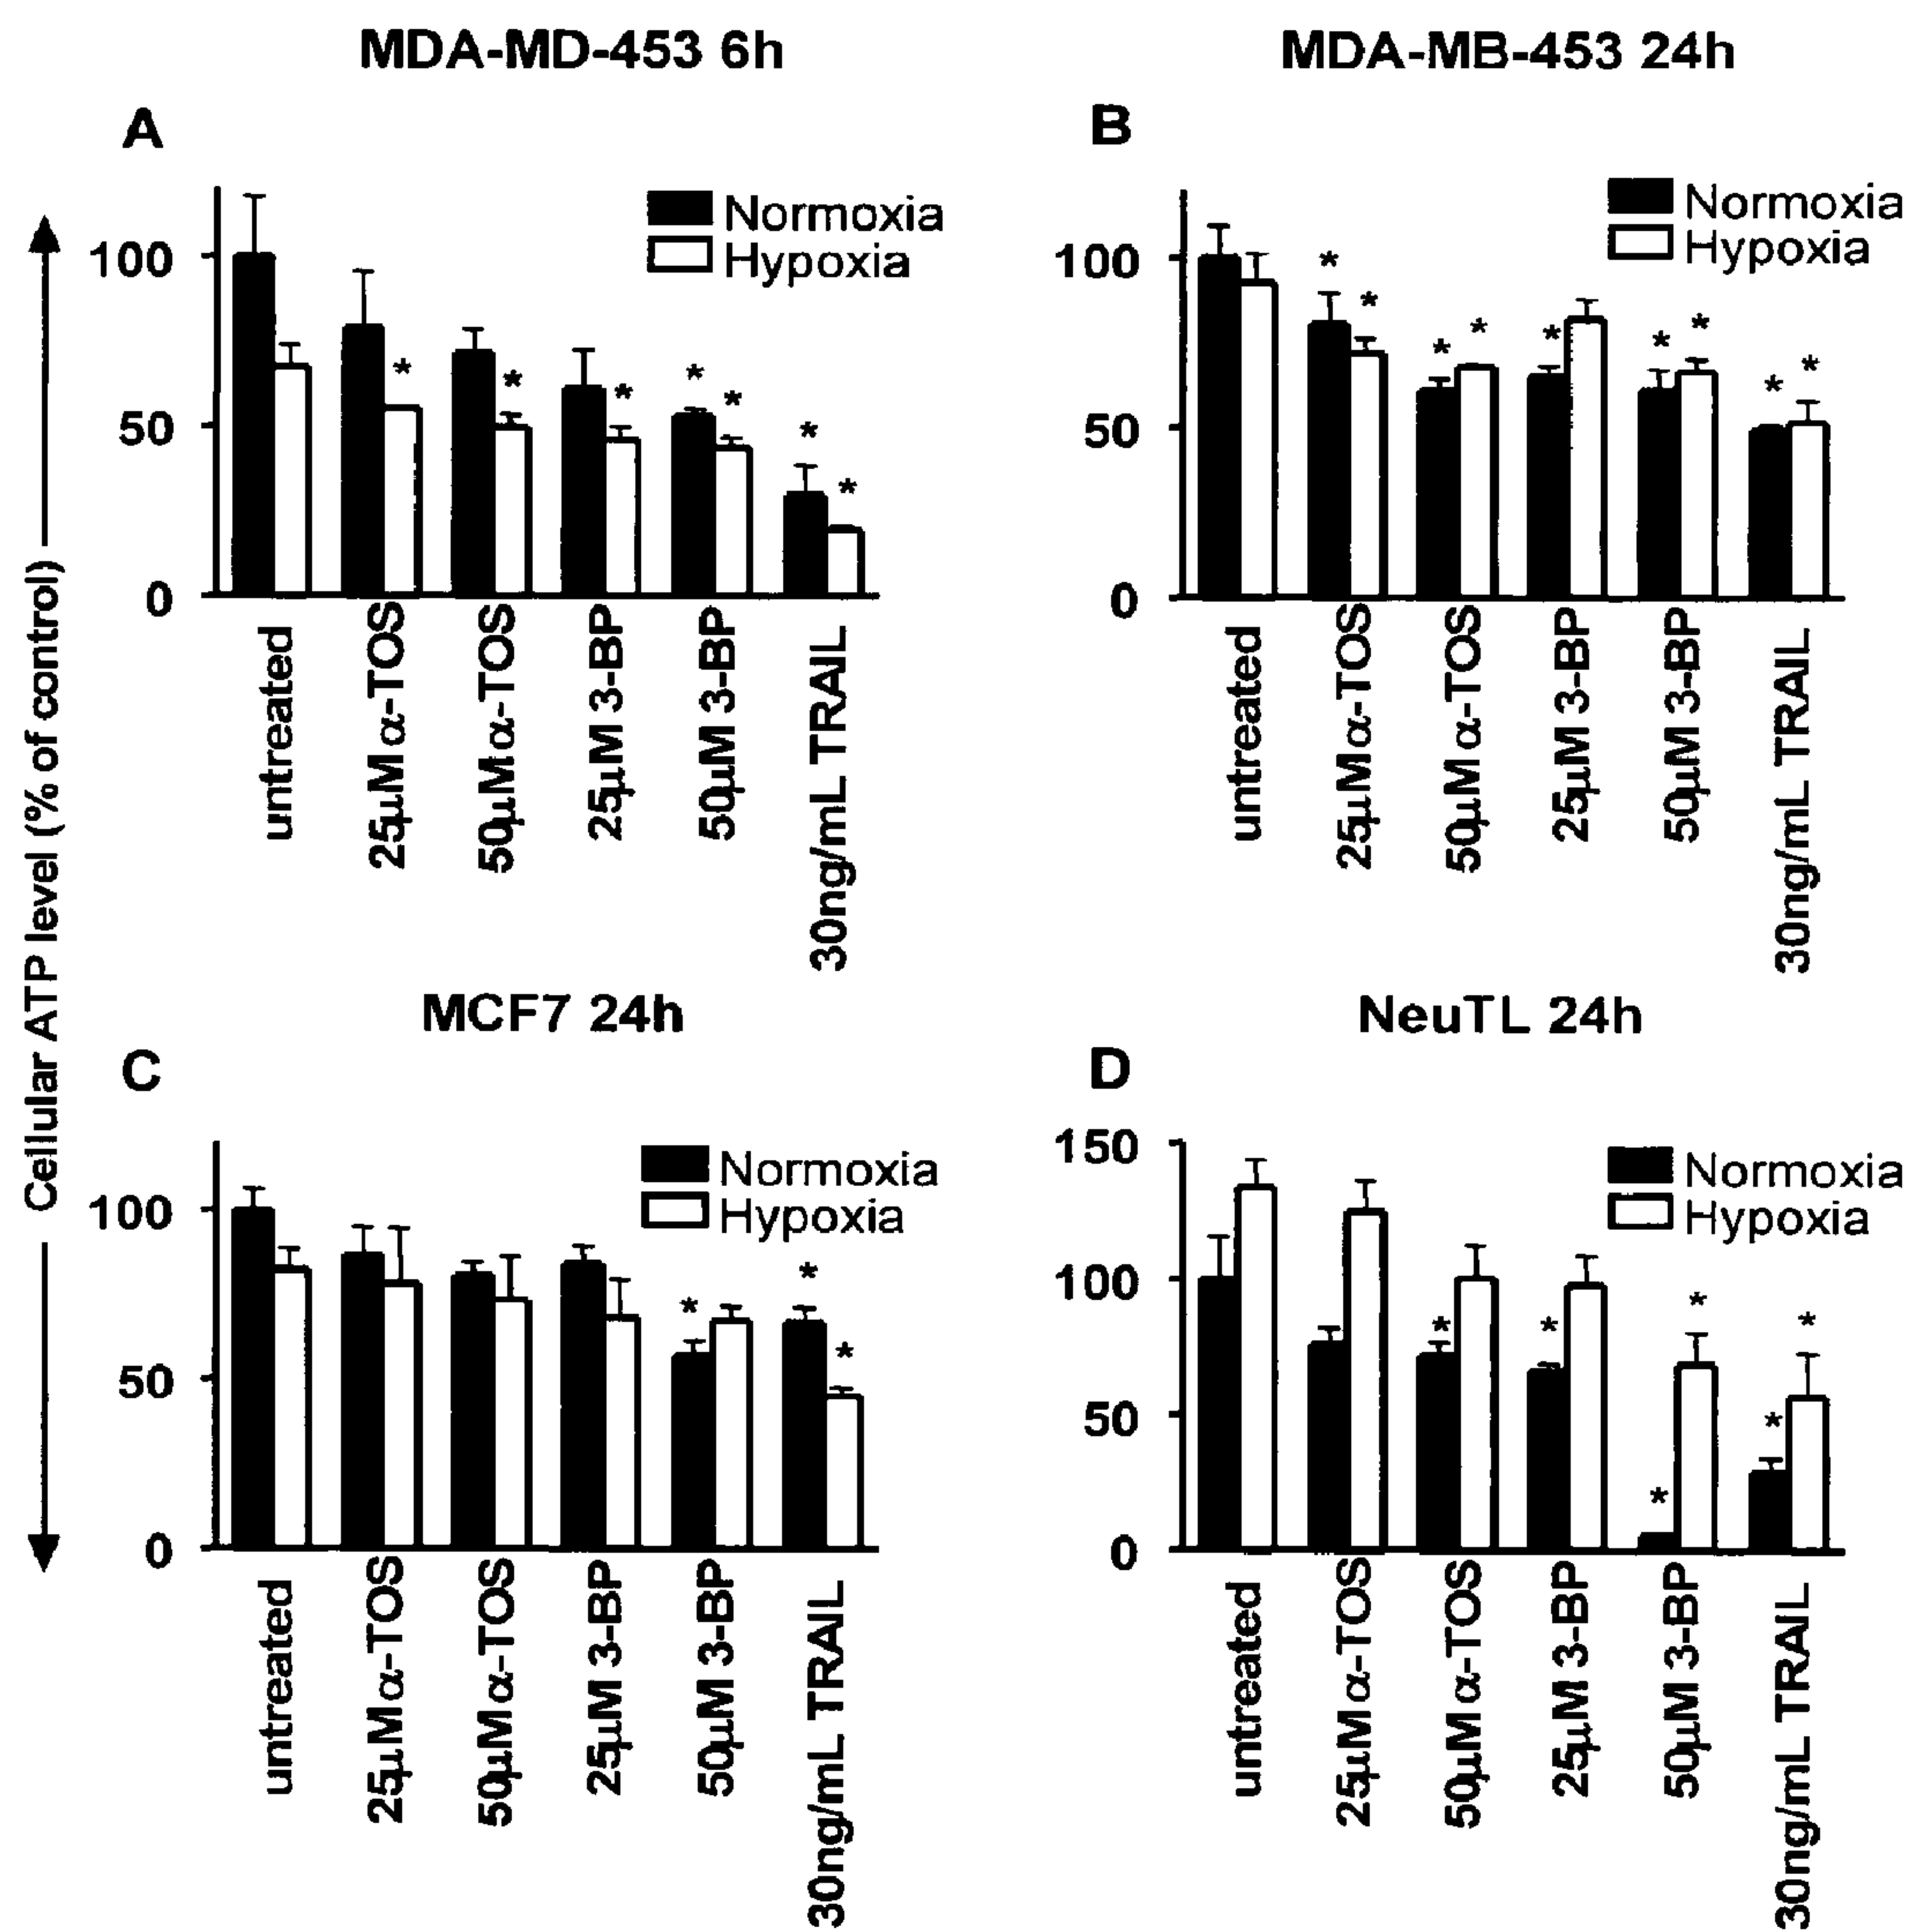 MDA-MD-453 6h
A
Normoxia
Hypoxia
100
50
0
untreated
25µM α-TOS
50µM α-TOS
25µM 3-BP
50µM 3-BP
30ng/mL TRAIL
MDA-MB-453 24h
B
Normoxia
Hypoxia
100
50
0
untreated
25µM α-TOS
50µM α-TOS
25µM 3-BP
50µM 3-BP
30ng/mL TRAIL
Cellular ATP level (% of control)
MCF7 24h
C
Normoxia
Hypoxia
100
50
0
untreated
25µM α-TOS
50µM α-TOS
25µM 3-BP
50µM 3-BP
30ng/mL TRAIL
NeuTL 24h
D
Normoxia
Hypoxia
150
100
50
0
untreated
25µM α-TOS
50µM α-TOS
25µM 3-BP
50µM 3-BP
30ng/mL TRAIL